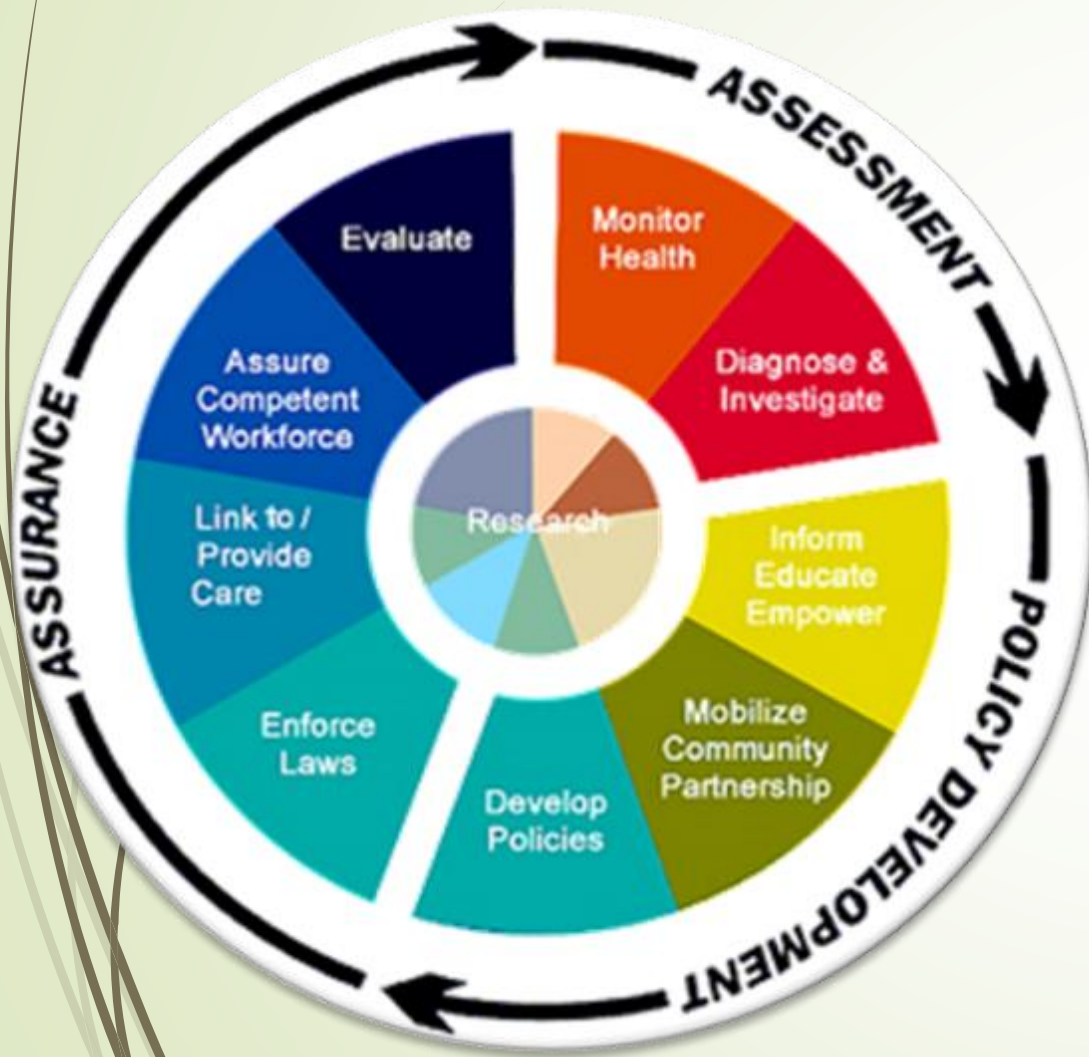 ASSESSMENT
Monitor
Health
Diagnose &
Investigate
POLICY DEVELOPMENT
Inform
Educate
Empower
Mobilize
Community
Partnership
Develop
Policies
ASSURANCE
Enforce
Laws
Link to /
Provide
Care
Assure
Competent
Workforce
Evaluate
Research